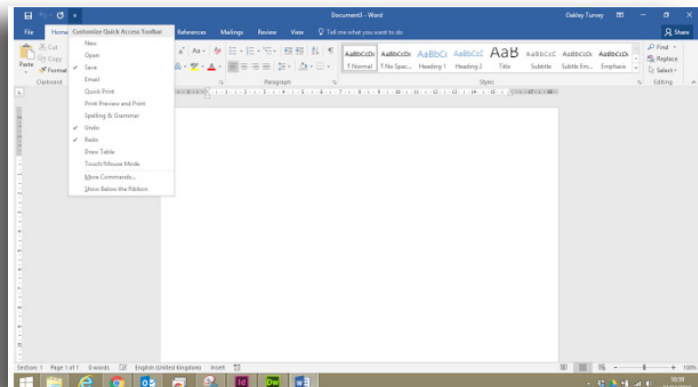 Document3 - Word
Oakley Turvey
File Home References Mailings Review View Tell me what you want to do Share
Customize Quick Access Toolbar
New
Open
Save
Email
Quick Print
Print Preview and Print
Spelling & Grammar
Undo
Redo
Draw Table
Touch/Mouse Mode
More Commands...
Show Below the Ribbon
Cut
Copy
Format
Paste
Clipboard
Paragraph
AaBbCcDc AaBbCcDc AaBbCc AaBbCcC AaB AaBbCcC AaBbCcDc AaBbCcDc
¶ Normal ¶ No Spac... Heading 1 Heading 2 Title Subtitle Subtle Em... Emphasis
Styles
Find
Replace
Select
Editing
Section: 1 Page 1 of 1 0 words English (United Kingdom) Insert
100%
10:39